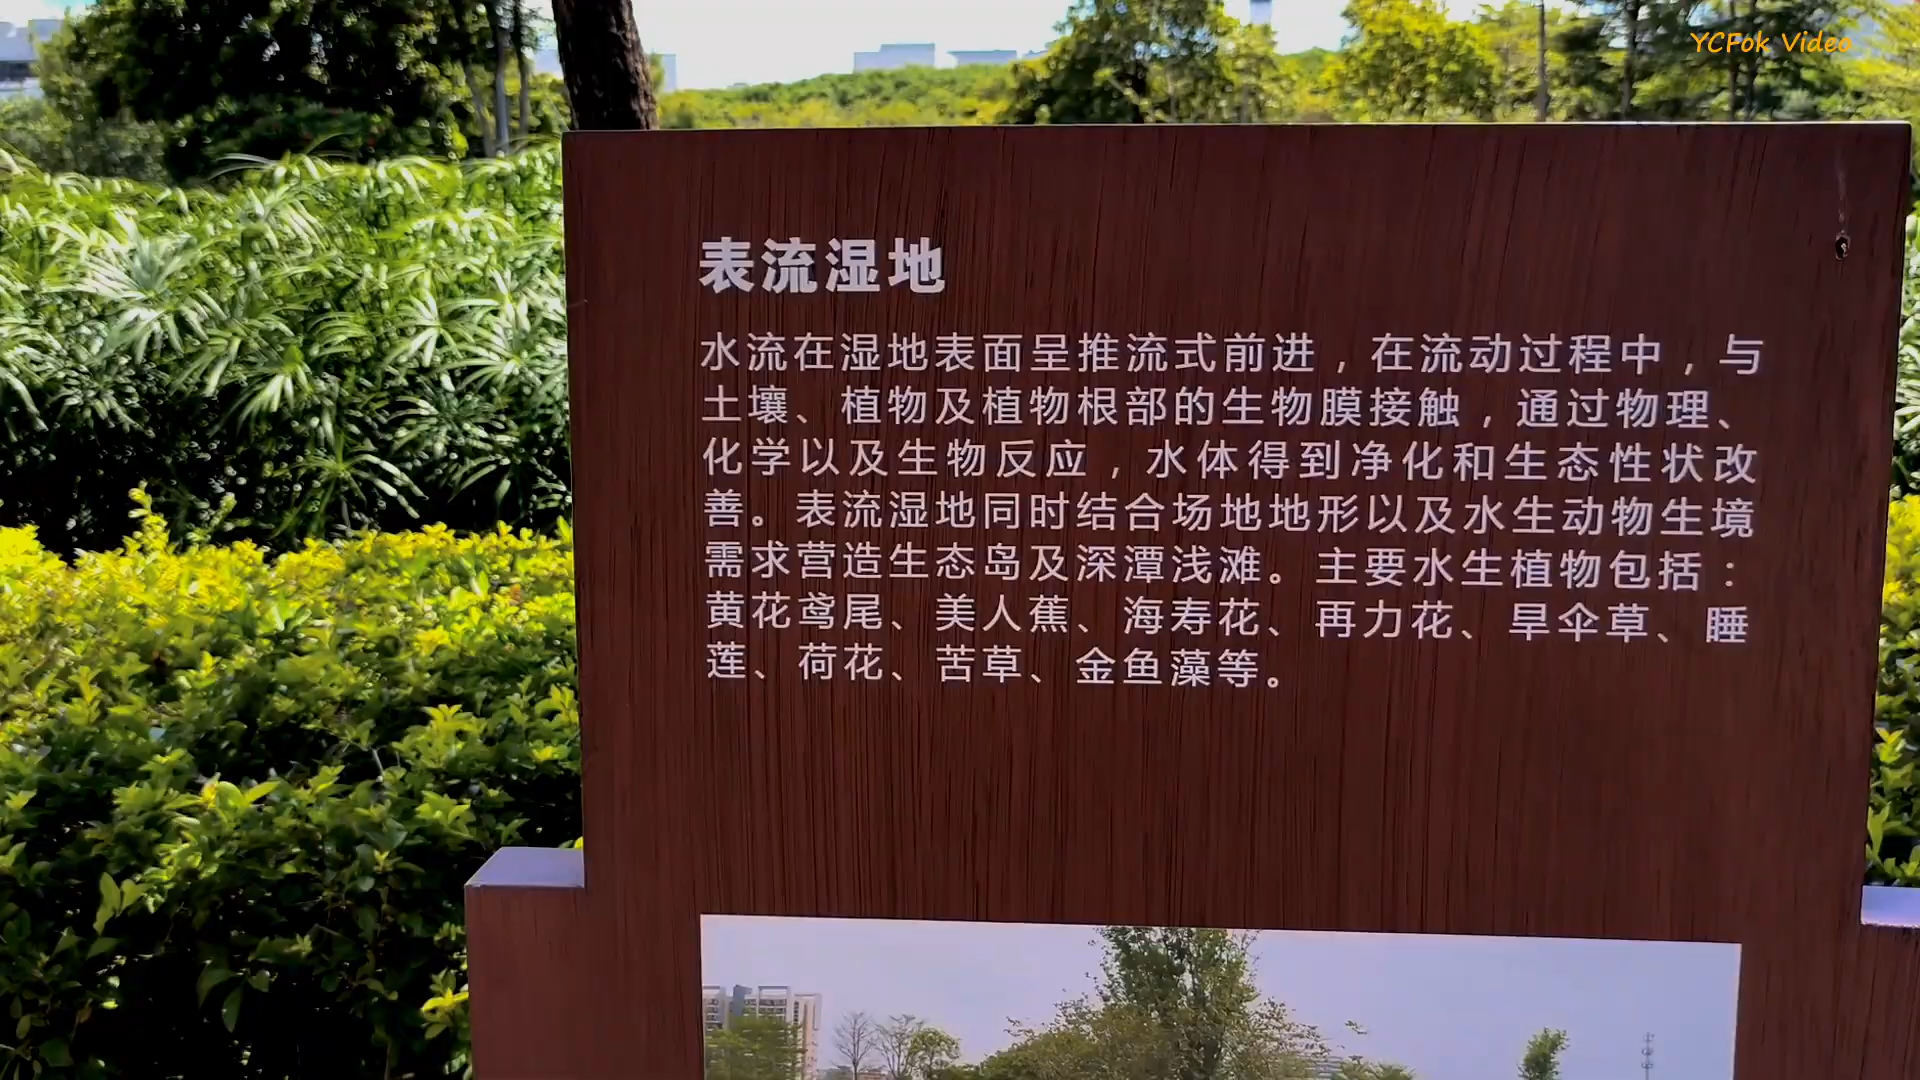 YCFok Video
表流湿地
水流在湿地表面呈推流式前进，在流动过程中，与
土壤、植物及植物根部的生物膜接触，通过物理、
化学以及生物反应，水体得到净化和生态性状改
善。表流湿地同时结合场地地形以及水生动物生境
需求营造生态岛及深潭浅滩。主要水生植物包括：
黄花鸢尾、美人蕉、海寿花、再力花、旱伞草、睡
莲、荷花、苦草、金鱼藻等。